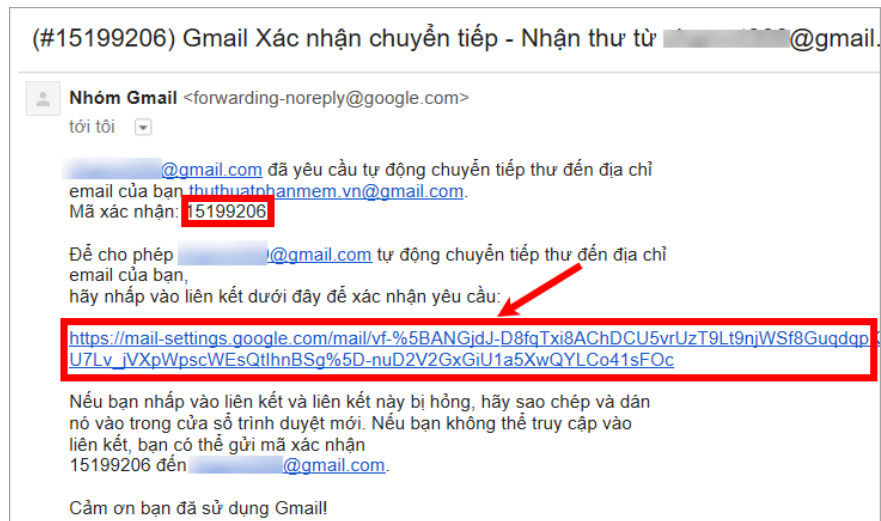 (#15199206) Gmail Xác nhận chuyển tiếp - Nhận thư từ @gmail.
Nhóm Gmail <forwarding-noreply@google.com>
tới tôi
@gmail.com đã yêu cầu tự động chuyển tiếp thư đến địa chỉ
email của bạn thuthuatphanmem.vn@gmail.com.
Mã xác nhận: 15199206
Để cho phép @gmail.com tự động chuyển tiếp thư đến địa chỉ
email của bạn,
hãy nhấp vào liên kết dưới đây để xác nhận yêu cầu:
https://mail-settings.google.com/mail/vf-%5BANGjdJ-D8fqTxi8AChDCU5vrUzT9Lt9njWSf8Guqdqp
U7Lv_jVXpWpscWEsQtIhnBSg%5D-nuD2V2GxGiU1a5XwQYLCo41sFOc
Nếu bạn nhấp vào liên kết và liên kết này bị hỏng, hãy sao chép và dán
nó vào trong cửa sổ trình duyệt mới. Nếu bạn không thể truy cập vào
liên kết, bạn có thể gửi mã xác nhận
15199206 đến @gmail.com.
Cảm ơn bạn đã sử dụng Gmail!